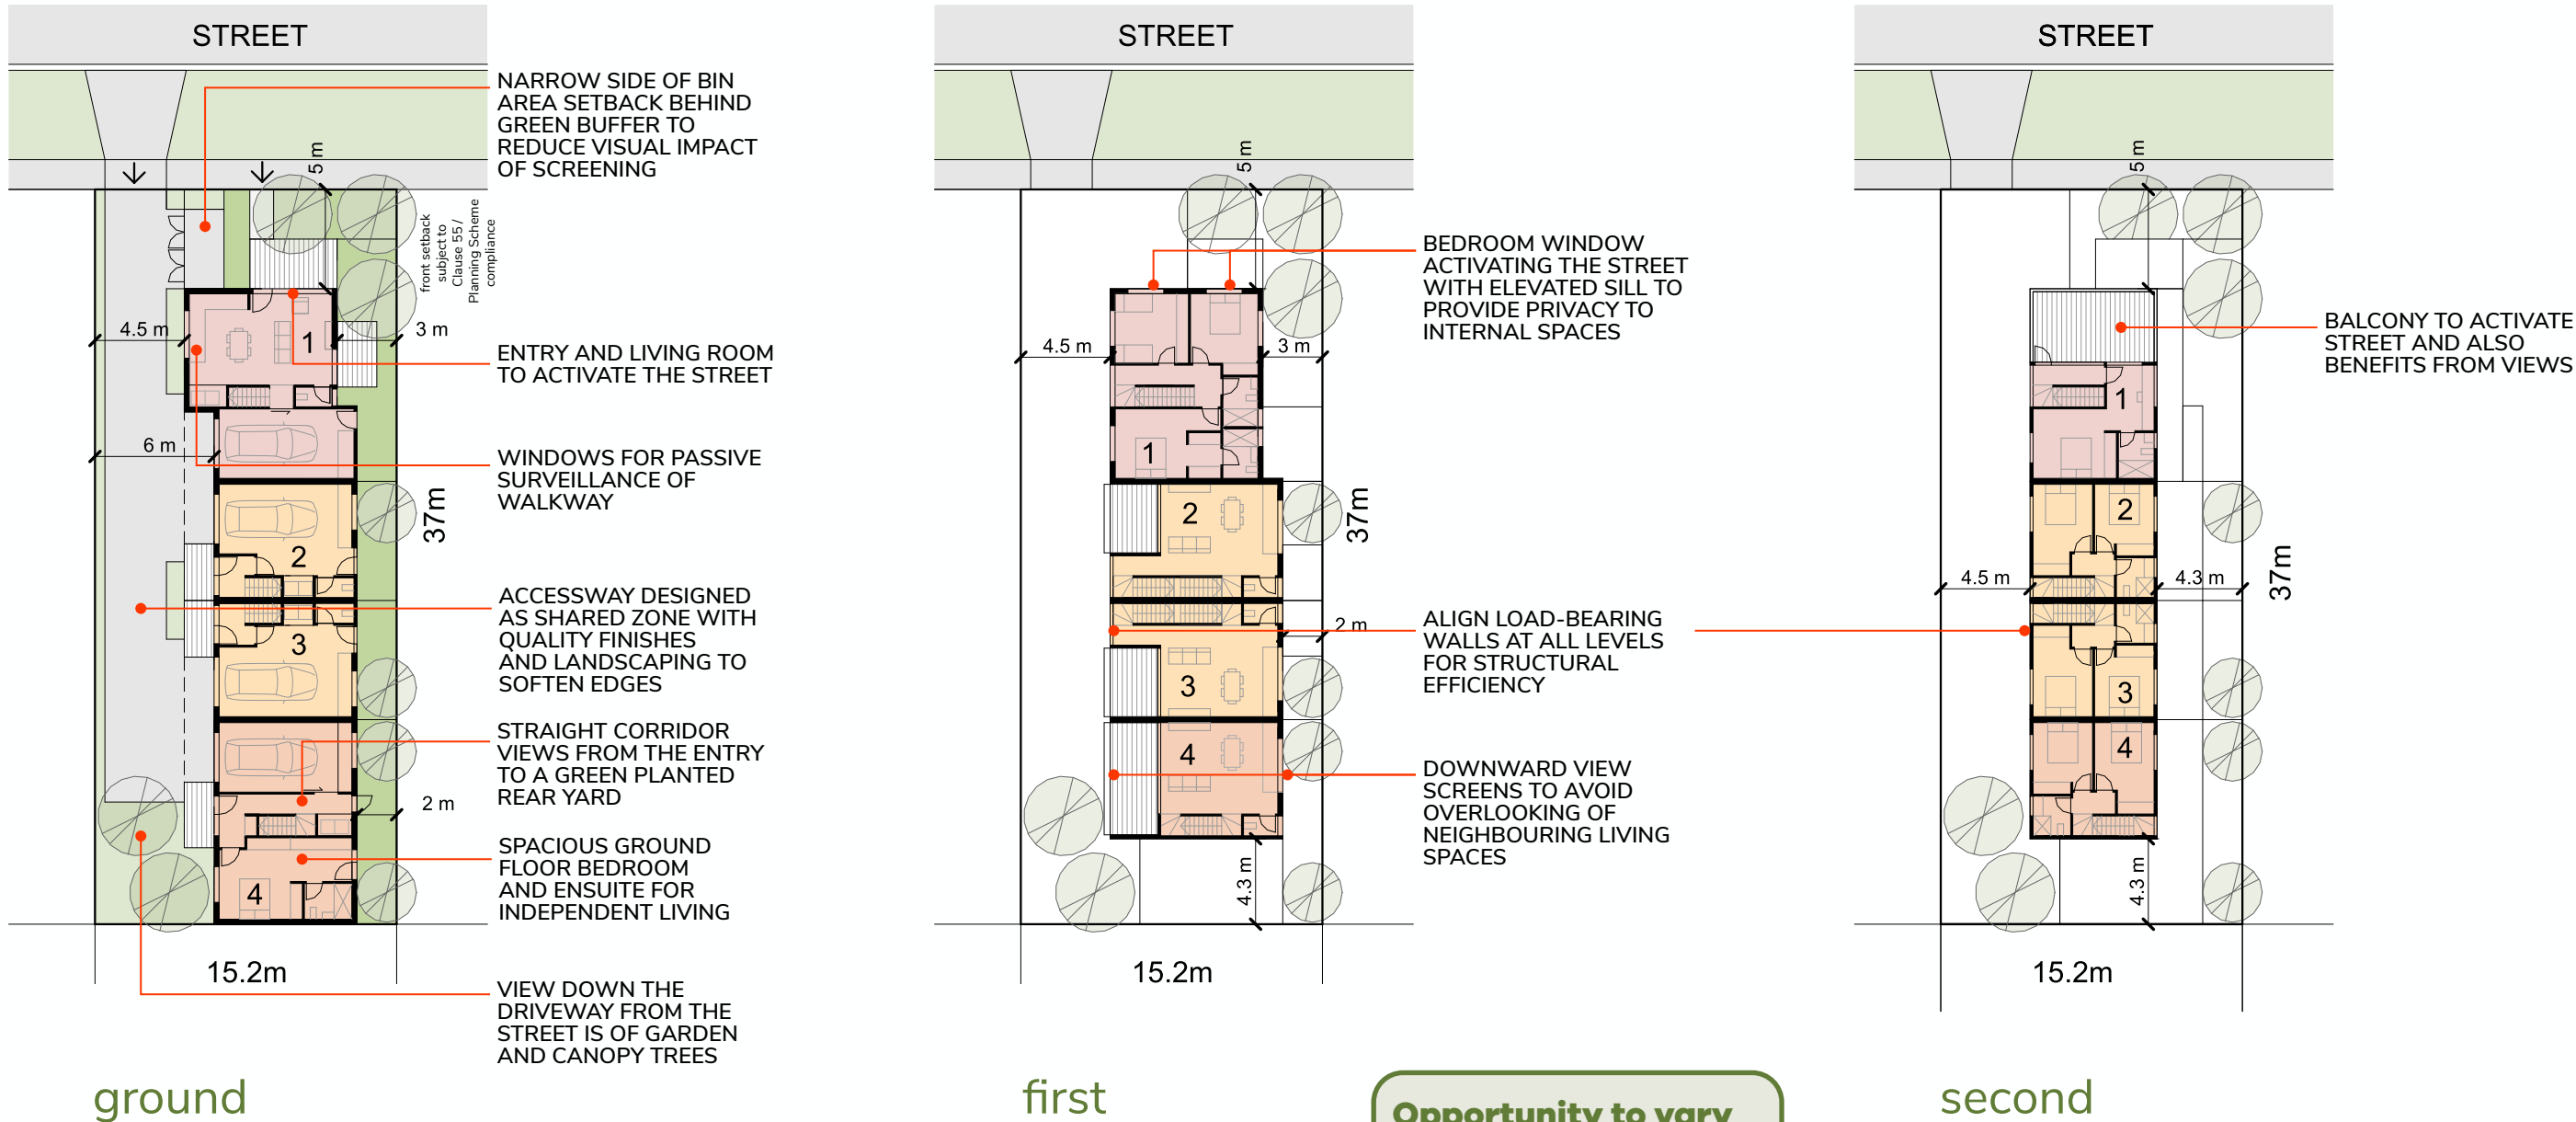 STREET
NARROW SIDE OF BIN
AREA SETBACK BEHIND
GREEN BUFFER TO
REDUCE VISUAL IMPACT
OF SCREENING
5 m
front setback
subject to
Clause 55 /
Planning Scheme
compliance
4.5 m
1
3 m
ENTRY AND LIVING ROOM
TO ACTIVATE THE STREET
6 m
WINDOWS FOR PASSIVE
SURVEILLANCE OF
WALKWAY
37m
2
ACCESSWAY DESIGNED
AS SHARED ZONE WITH
QUALITY FINISHES
AND LANDSCAPING TO
SOFTEN EDGES
3
STRAIGHT CORRIDOR
VIEWS FROM THE ENTRY
TO A GREEN PLANTED
REAR YARD
2 m
SPACIOUS GROUND
FLOOR BEDROOM
AND ENSUITE FOR
INDEPENDENT LIVING
4
15.2m
VIEW DOWN THE
DRIVEWAY FROM THE
STREET IS OF GARDEN
AND CANOPY TREES
ground
STREET
5 m
BEDROOM WINDOW
ACTIVATING THE STREET
WITH ELEVATED SILL TO
PROVIDE PRIVACY TO
INTERNAL SPACES
4.5 m
3 m
1
2
37m
2 m
ALIGN LOAD-BEARING
WALLS AT ALL LEVELS
FOR STRUCTURAL
EFFICIENCY
3
4
DOWNWARD VIEW
SCREENS TO AVOID
OVERLOOKING OF
NEIGHBOURING LIVING
SPACES
4.3 m
15.2m
first
Opportunity to vary
STREET
5 m
BALCONY TO ACTIVATE
STREET AND ALSO
BENEFITS FROM VIEWS
1
2
4.5 m
4.3 m
37m
3
4
4.3 m
15.2m
second